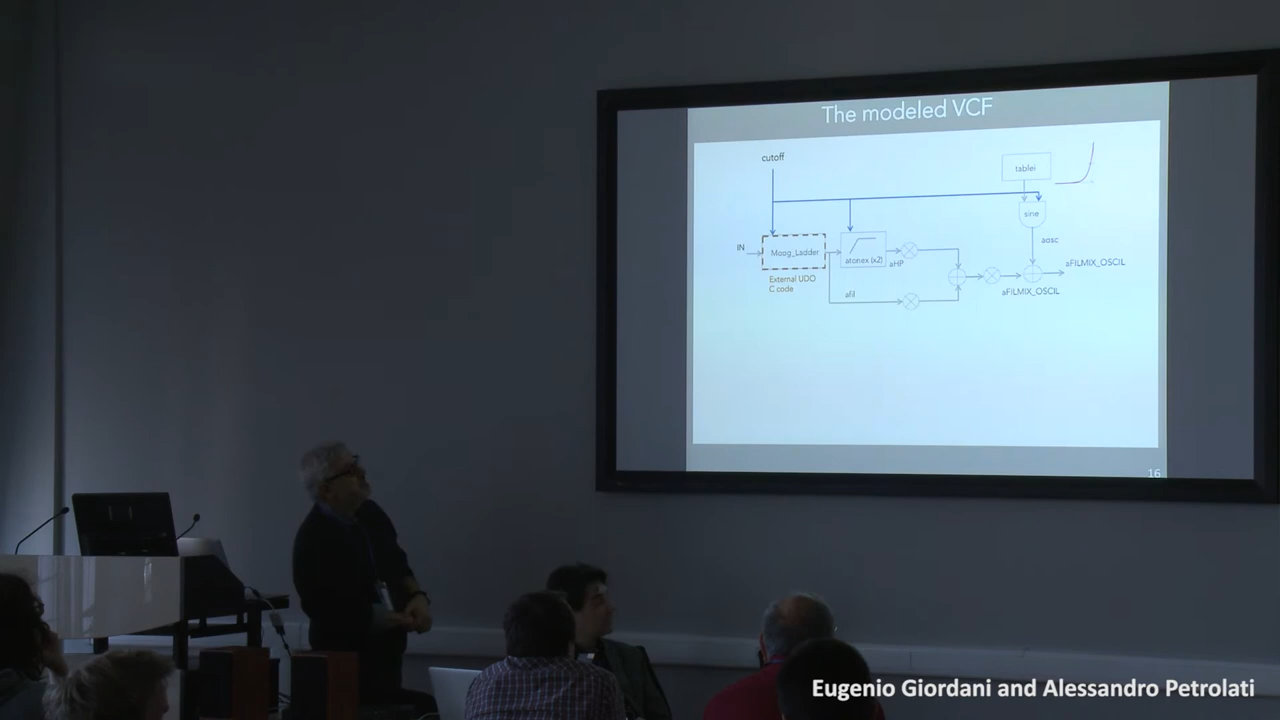 The modeled VCF
cutoff
tablei
sine
IN
Moog_Ladder
atonex (x2)
aHP
aosc
aFILMIX_OSCIL
External UDO
C code
afil
aFILMIX_OSCIL
16
Eugenio Giordani and Alessandro Petrolati